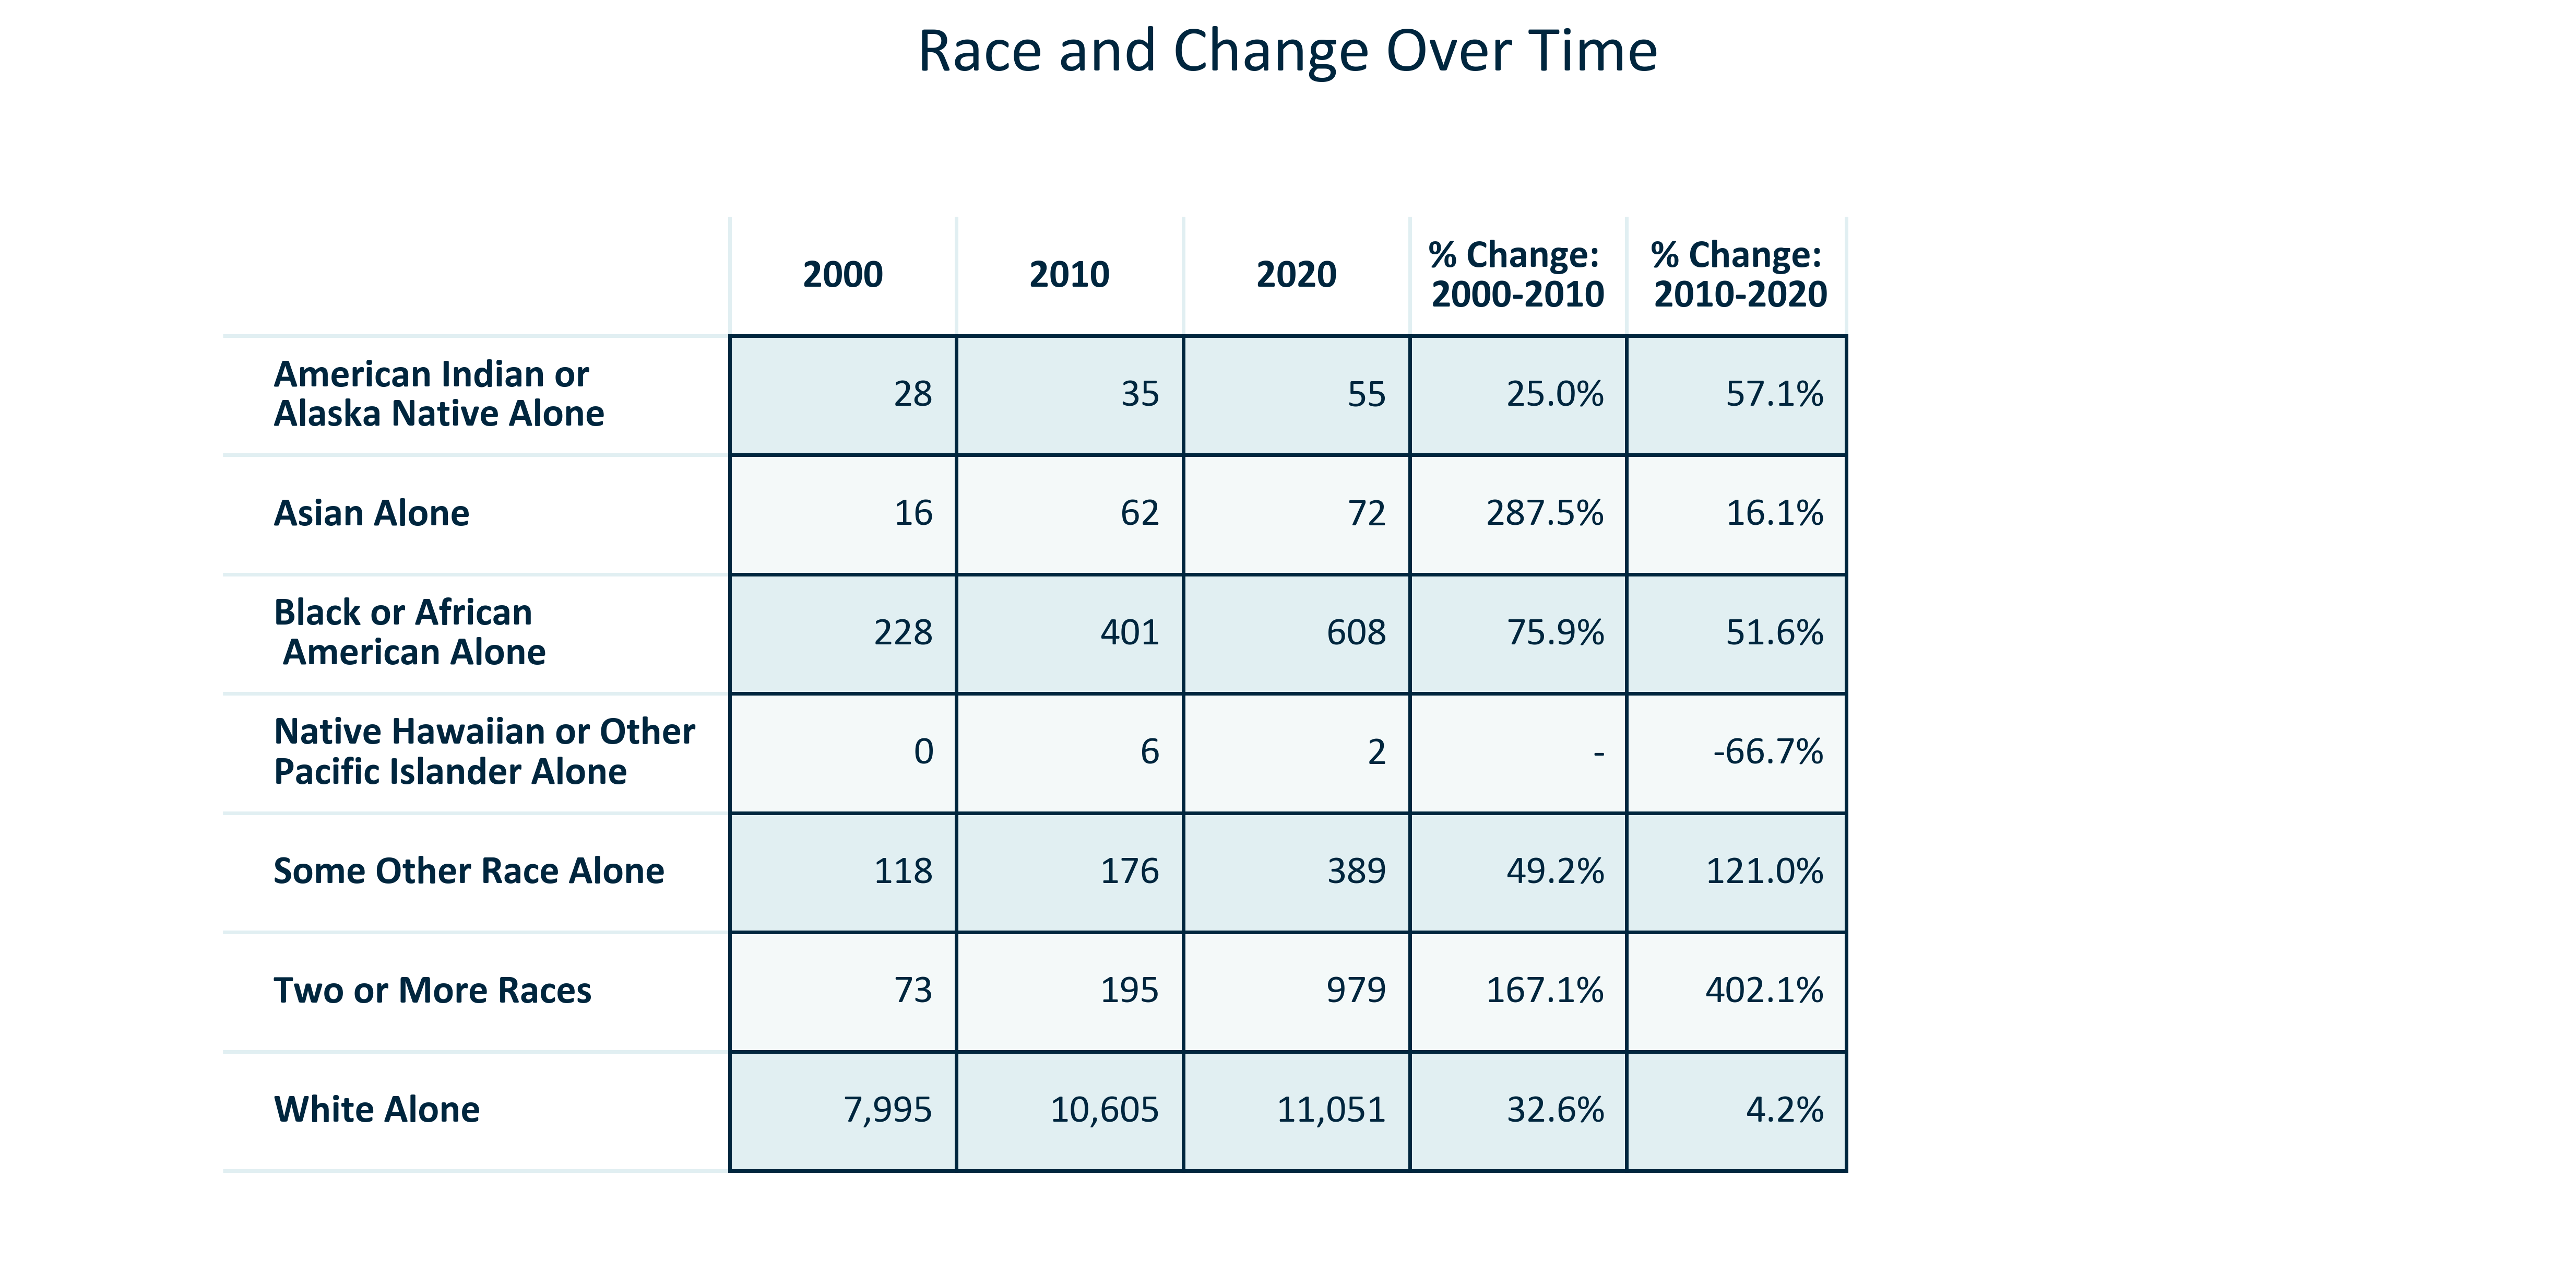 Race and Change Over Time
2000 2010 2020 % Change: 2000-2010 % Change: 2010-2020
American Indian or
Alaska Native Alone 28 35 55 25.0% 57.1%
Asian Alone 16 62 72 287.5% 16.1%
Black or African
American Alone 228 401 608 75.9% 51.6%
Native Hawaiian or Other
Pacific Islander Alone 0 6 2 - -66.7%
Some Other Race Alone 118 176 389 49.2% 121.0%
Two or More Races 73 195 979 167.1% 402.1%
White Alone 7,995 10,605 11,051 32.6% 4.2%